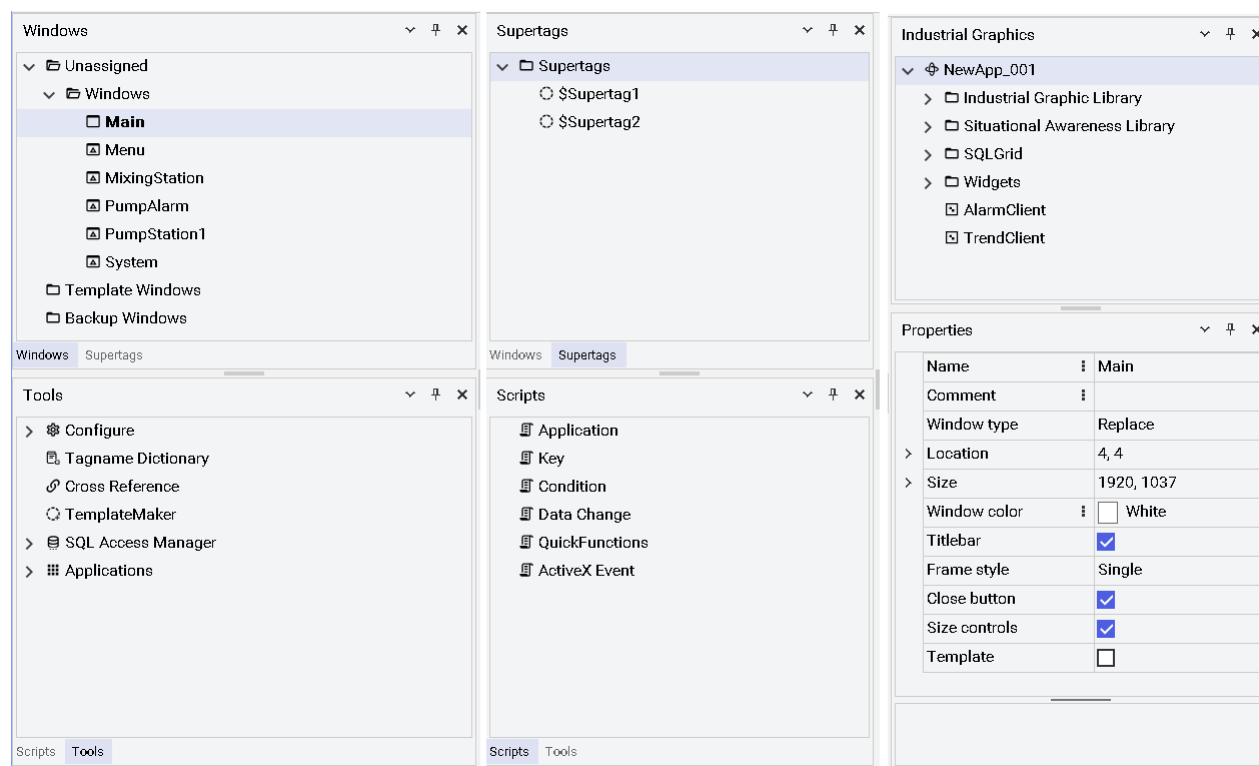 Windows
Unassigned
Windows
Main
Menu
MixingStation
PumpAlarm
PumpStation1
System
Template Windows
Backup Windows
Windows Supertags
Tools
Configure
Tagname Dictionary
Cross Reference
TemplateMaker
SQL Access Manager
Applications
Scripts Tools
Supertags
Supertags
$Supertag1
$Supertag2
Windows Supertags
Scripts
Application
Key
Condition
Data Change
QuickFunctions
ActiveX Event
Scripts Tools
Industrial Graphics
NewApp_001
Industrial Graphic Library
Situational Awareness Library
SQLGrid
Widgets
AlarmClient
TrendClient
Properties
Name Main
Comment
Window type Replace
Location 4, 4
Size 1920, 1037
Window color White
Titlebar
Frame style Single
Close button
Size controls
Template